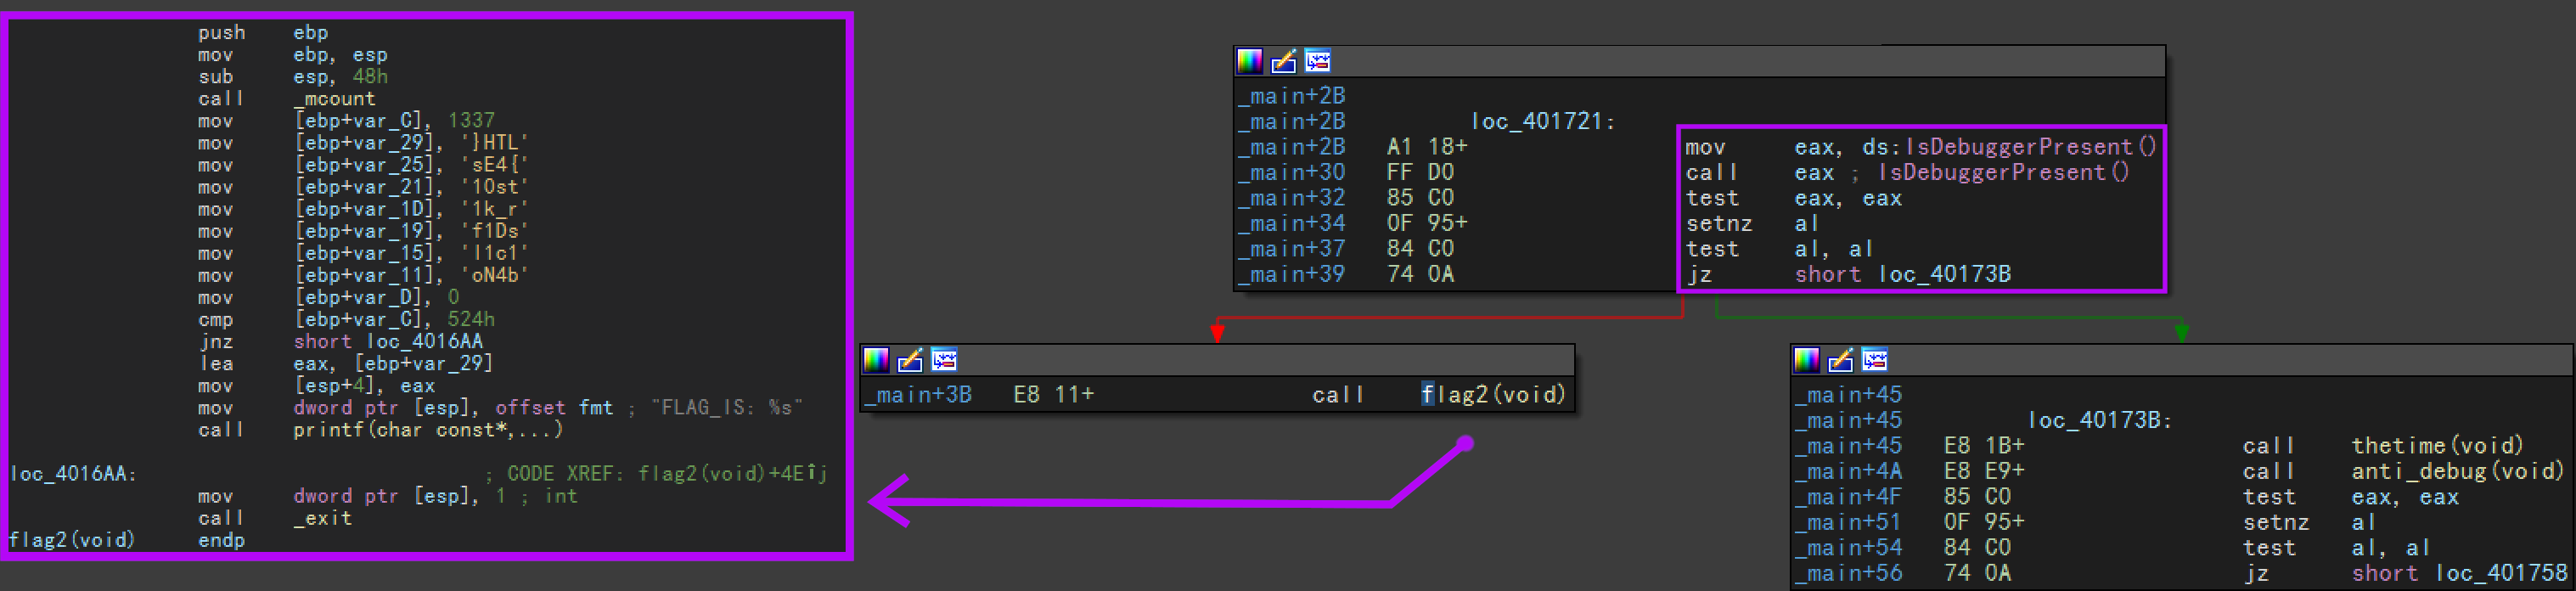 push ebp
mov ebp, esp
sub esp, 48h
call _mcount
mov [ebp+var_C], 1337
mov [ebp+var_29], '}HTL'
mov [ebp+var_25], 'sE4{'
mov [ebp+var_21], '10st'
mov [ebp+var_1D], '1k_r'
mov [ebp+var_19], 'f1Ds'
mov [ebp+var_15], 'l1c1'
mov [ebp+var_11], 'oN4b'
mov [ebp+var_D], 0
cmp [ebp+var_C], 524h
jnz short loc_4016AA
lea eax, [ebp+var_29]
mov [esp+4], eax
mov dword ptr [esp], offset fmt ; "FLAG_IS: %s"
call printf(char const*,...)
loc_4016AA: ; CODE XREF: flag2(void)+4E↑j
mov dword ptr [esp], 1 ; int
call _exit
flag2(void) endp
_main+2B
_main+2B loc_401721:
_main+2B A1 18+ mov eax, ds:IsDebuggerPresent()
_main+30 FF D0 call eax ; IsDebuggerPresent()
_main+32 85 C0 test eax, eax
_main+34 0F 95+ setnz al
_main+37 84 C0 test al, al
_main+39 74 0A jz short loc_40173B
_main+3B E8 11+ call flag2(void)
_main+45
_main+45 loc_40173B:
_main+45 E8 1B+ call thetime(void)
_main+4A E8 E9+ call anti_debug(void)
_main+4F 85 C0 test eax, eax
_main+51 0F 95+ setnz al
_main+54 84 C0 test al, al
_main+56 74 0A jz short loc_401758